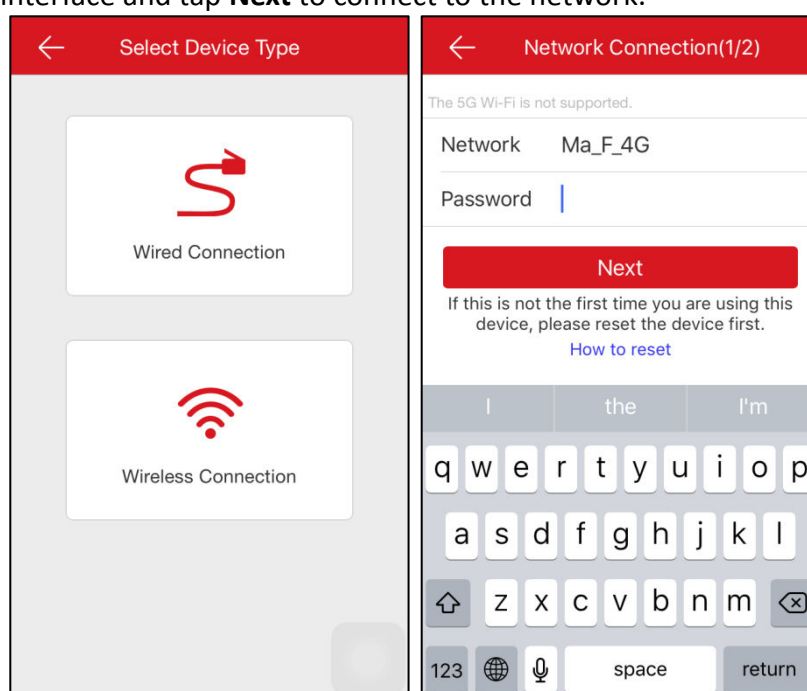 interface and tap Next to connect to the network.
Select Device Type
Wired Connection
Wireless Connection
Network Connection(1/2)
The 5G Wi-Fi is not supported.
Network Ma_F_4G
Password
Next
If this is not the first time you are using this
device, please reset the device first.
How to reset
I the I'm
q w e r t y u i o p
a s d f g h j k l
z x c v b n m
123 space return